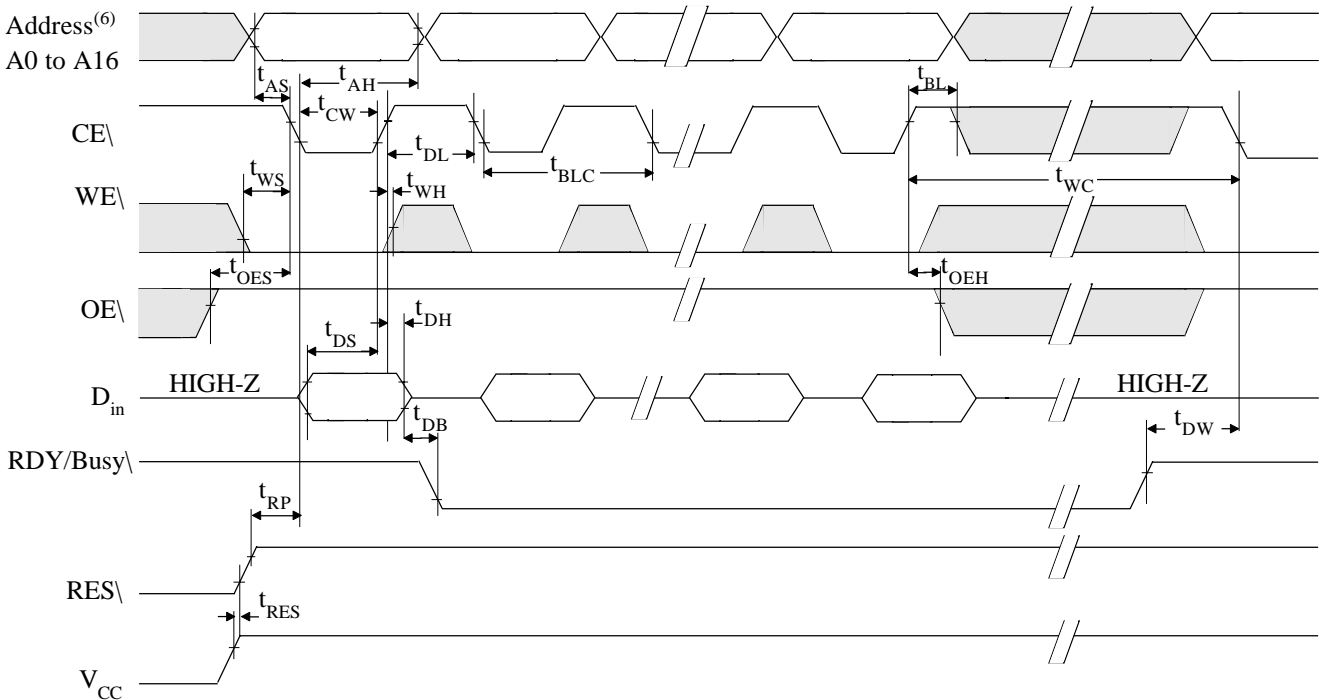 Address(6)
A0 to A16
tAS
tAH
tBL
tCW
CE\
tDL
tBLC
tWS
tWC
tWH
WE\
tOES
tOEH
OE\
tDH
tDS
HIGH-Z
HIGH-Z
Din
tDB
tDW
RDY/Busy\
tRP
RES\
tRES
VCC